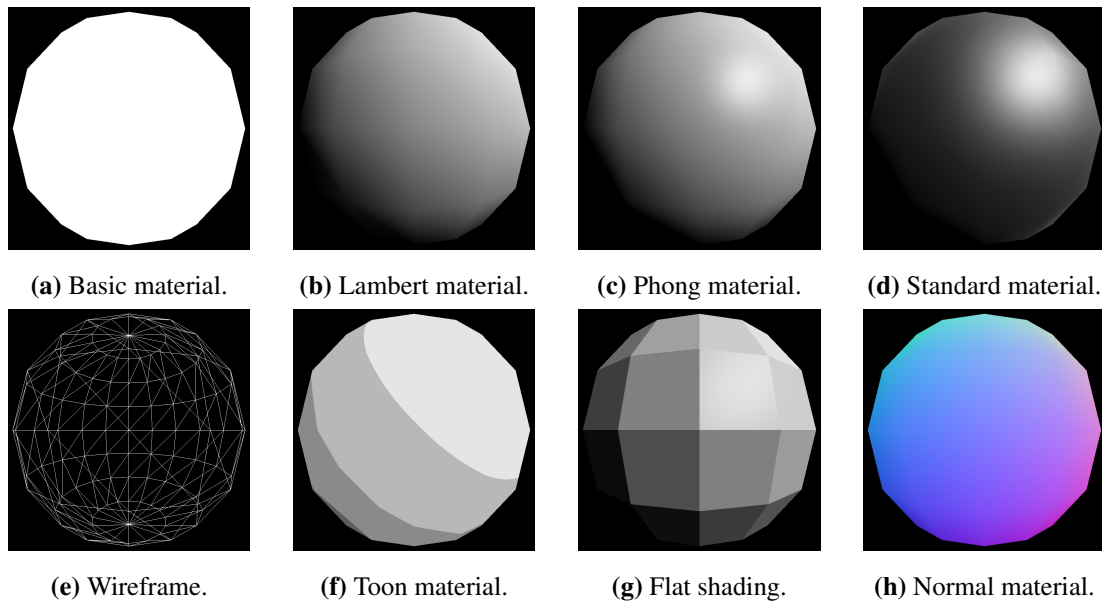 (a) Basic material.
(b) Lambert material.
(c) Phong material.
(d) Standard material.
(e) Wireframe.
(f) Toon material.
(g) Flat shading.
(h) Normal material.